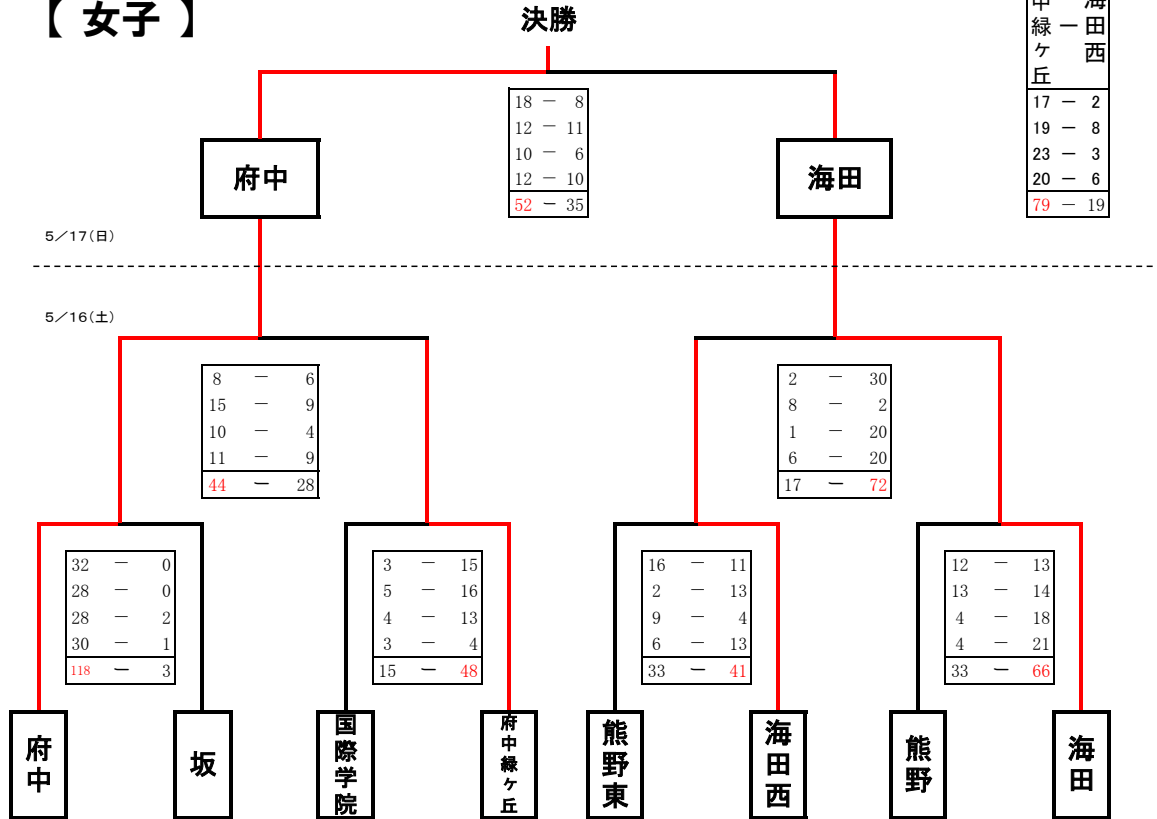 【 女子 】
決勝
中緑ヶ丘 ー 海田西
17 ー 2
19 ー 8
23 ー 3
20 ー 6
79 ー 19
18 ー 8
12 ー 11
10 ー 6
12 ー 10
52 ー 35
府中
海田
5/17(日)
5/16(土)
8 ー 6
15 ー 9
10 ー 4
11 ー 9
44 ー 28
2 ー 30
8 ー 2
1 ー 20
6 ー 20
17 ー 72
32 ー 0
28 ー 0
28 ー 2
30 ー 1
118 ー 3
3 ー 15
5 ー 16
4 ー 13
3 ー 4
15 ー 48
16 ー 11
2 ー 13
9 ー 4
6 ー 13
33 ー 41
12 ー 13
13 ー 14
4 ー 18
4 ー 21
33 ー 66
府中
坂
国際学院
府中緑ヶ丘
熊野東
海田西
熊野
海田